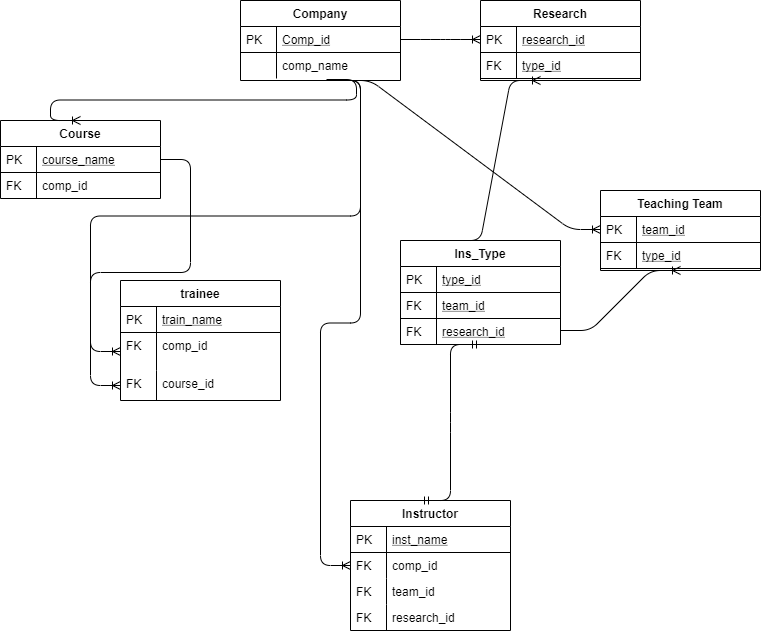 Company
PK Comp_id
comp_name
Research
PK research_id
FK type_id
Course
PK course_name
FK comp_id
Teaching Team
PK team_id
FK type_id
Ins_Type
PK type_id
FK team_id
FK research_id
trainee
PK train_name
FK comp_id
FK course_id
Instructor
PK inst_name
FK comp_id
FK team_id
FK research_id